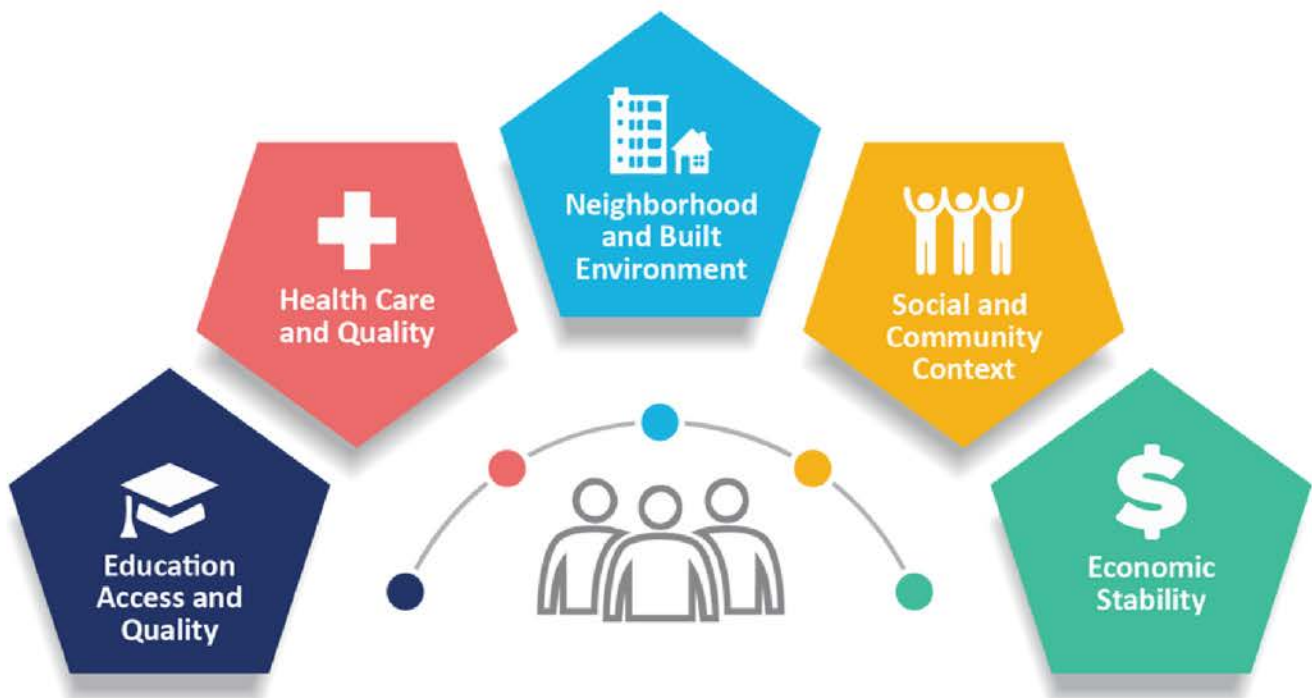 Education
Access and
Quality
Health Care
and Quality
Neighborhood
and Built
Environment
Social and
Community
Context
$
Economic
Stability